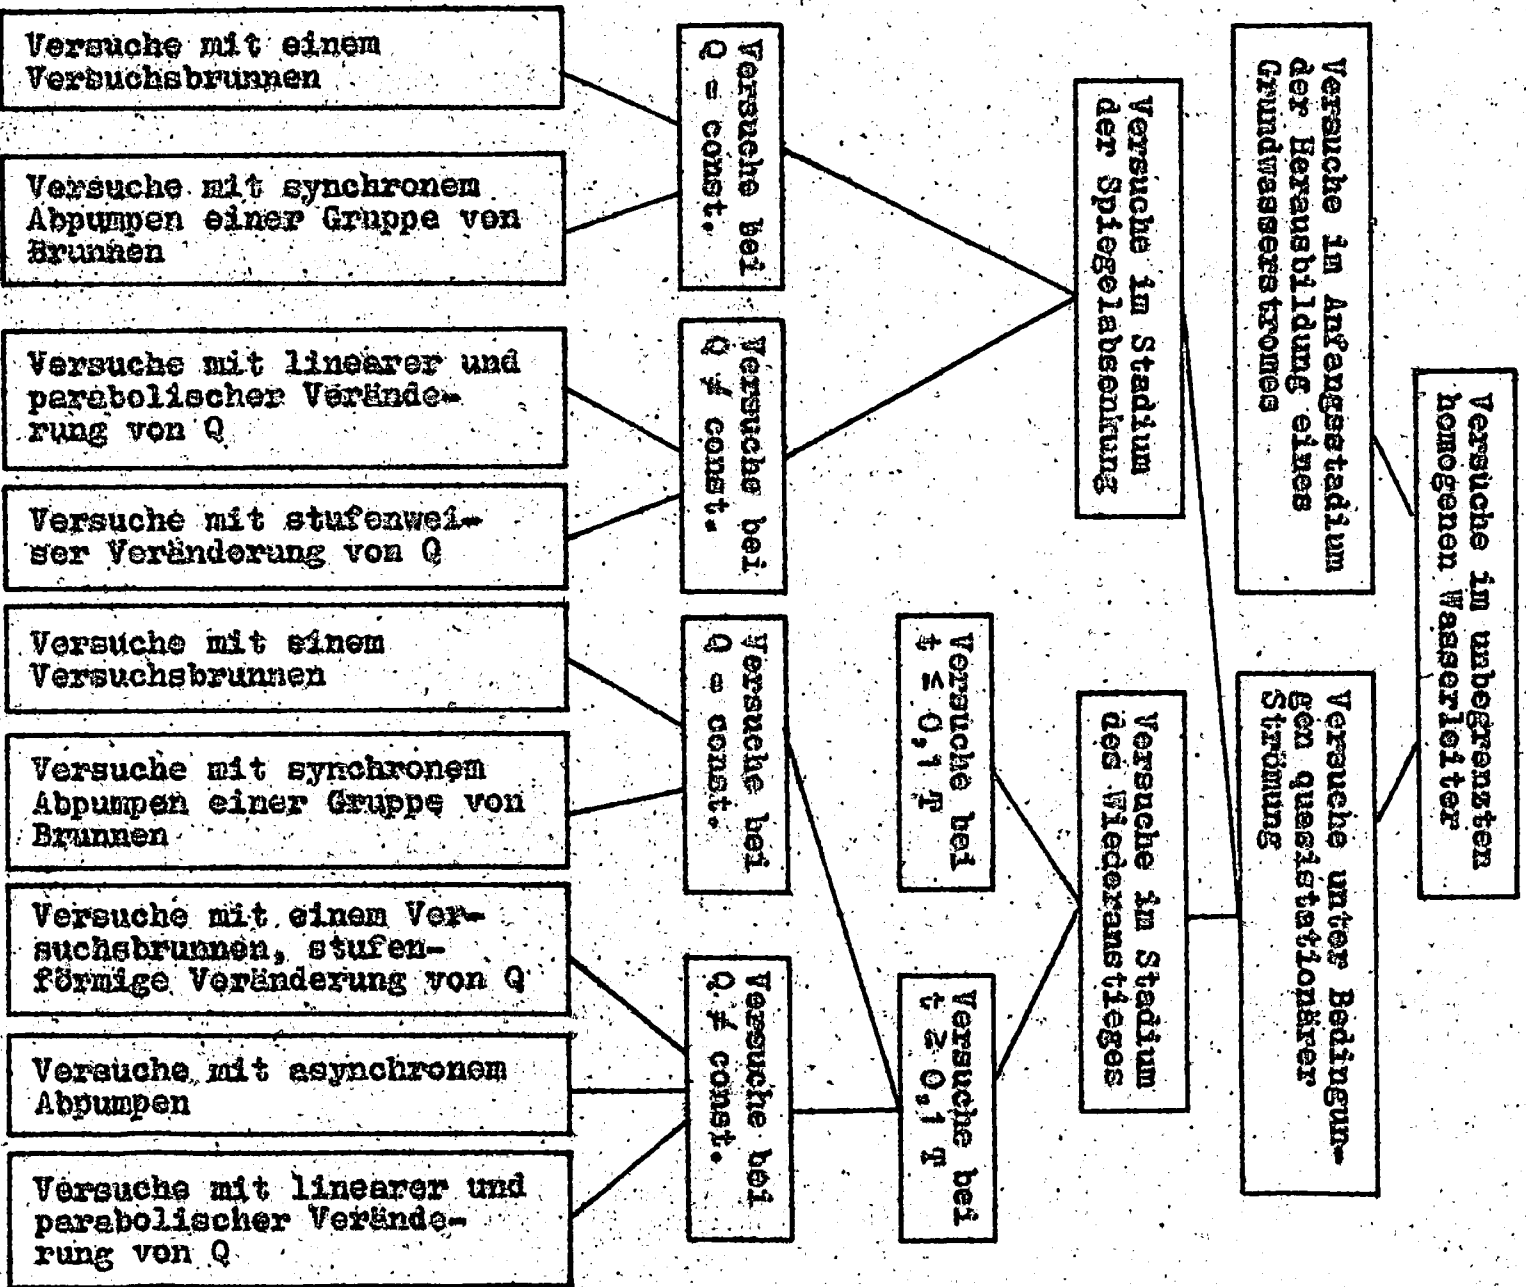 Versuche im unbegrenzten
homogenen Wasserleiter
Versuche im Anfangsstadium
der Herausbildung eines
Grundwasserstromes
Versuche unter Bedingun-
gen quasistationärer
Strömung
Versuche im Stadium
der Spiegelabsenkung
Versuche im Stadium
des Wiederanstieges
Versuche bei
t ≤ 0,1 T
Versuche bei
t ≥ 0,1 T
Versuche bei
Q = const.
Versuche bei
Q ≠ const.
Versuche bei
Q = const.
Versuche bei
Q ≠ const.
Versuche mit einem
Versuchsbrunnen
Versuche mit synchronem
Abpumpen einer Gruppe von
Brunnen
Versuche mit linearer und
parabolischer Verände-
rung von Q
Versuche mit stufenwei-
ser Veränderung von Q
Versuche mit einem
Versuchsbrunnen
Versuche mit synchronem
Abpumpen einer Gruppe von
Brunnen
Versuche mit einem Ver-
suchsbrunnen, stufen-
förmige Veränderung von Q
Versuche mit asynchronem
Abpumpen
Versuche mit linearer und
parabolischer Verände-
rung von Q